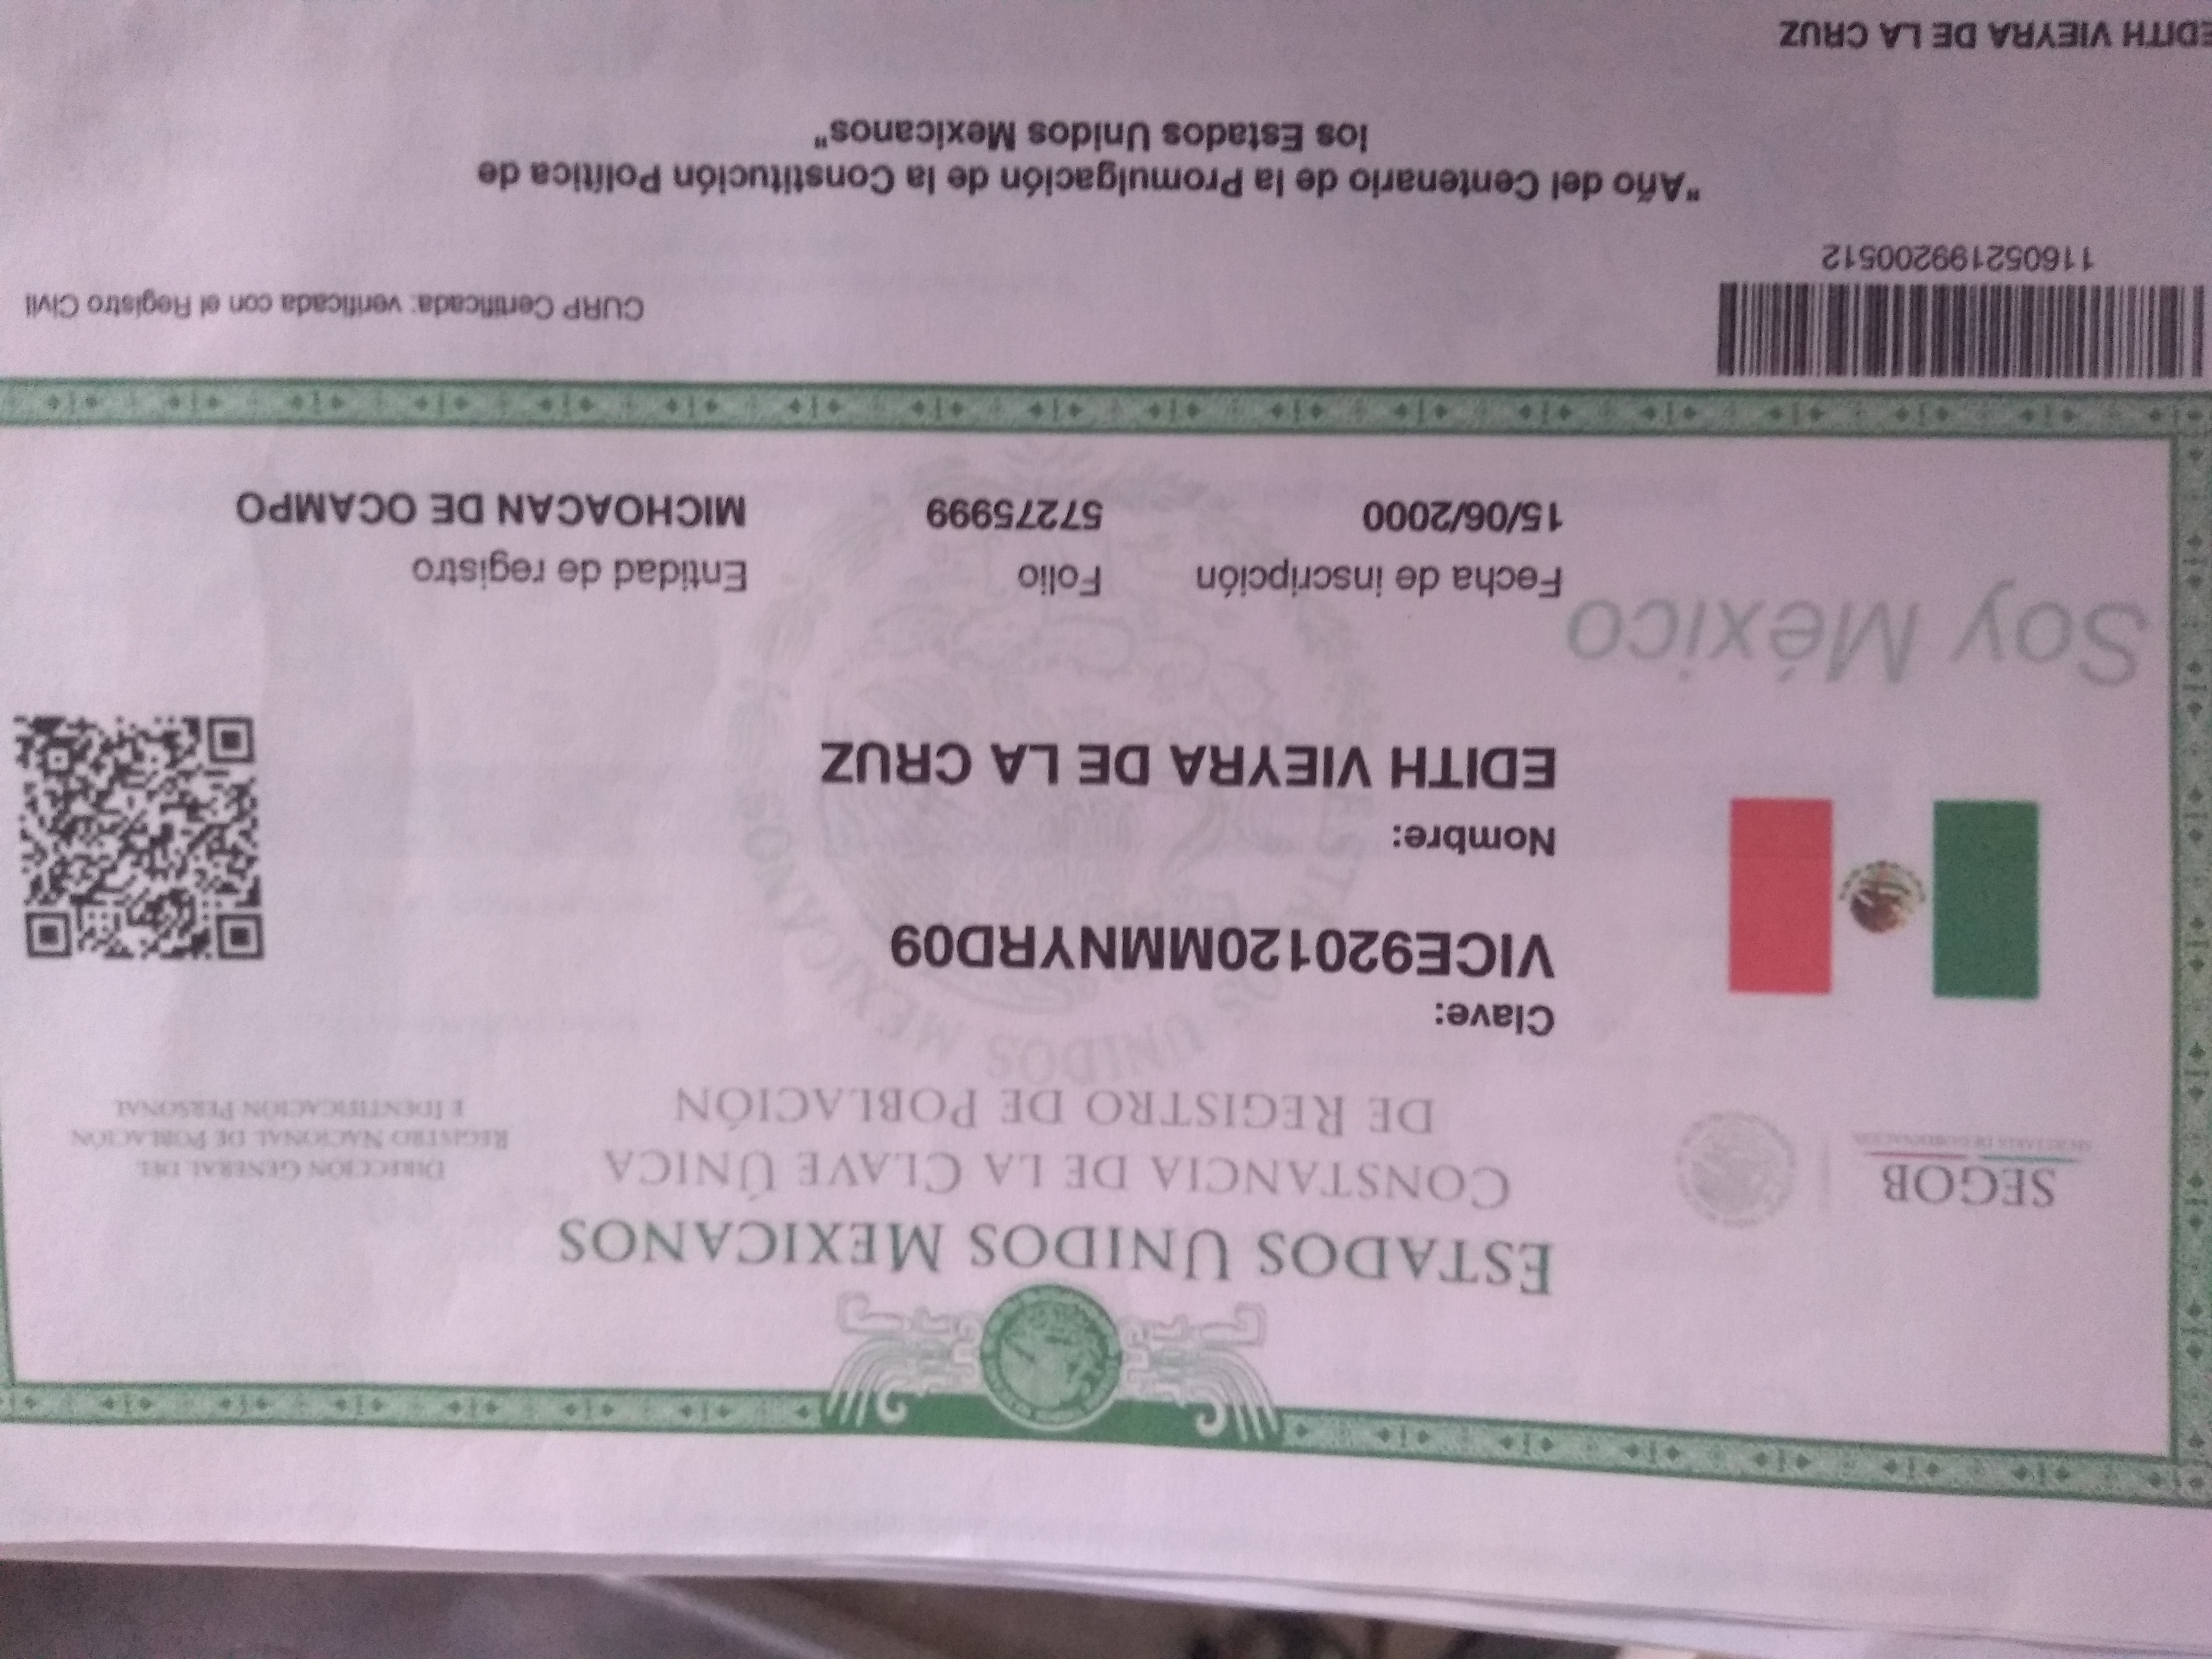 ESTADOS UNIDOS MEXICANOS
CONSTANCIA DE LA CLAVE ÚNICA
DE REGISTRO DE POBLACIÓN
SEGOB
SECRETARÍA DE GOBERNACIÓN
DIRECCIÓN GENERAL DEL
REGISTRO NACIONAL DE POBLACIÓN
E IDENTIFICACIÓN PERSONAL
Clave:
VICE920120MMNYRD09
Nombre:
EDITH VIEYRA DE LA CRUZ
ESTADOS UNIDOS MEXICANOS
Soy México
Fecha de inscripción
15/06/2000
Folio
57275999
Entidad de registro
MICHOACAN DE OCAMPO
116052199200512
CURP Certificada: verificada con el Registro Civil
"Año del Centenario de la Promulgación de la Constitución Política de
los Estados Unidos Mexicanos"
EDITH VIEYRA DE LA CRUZ